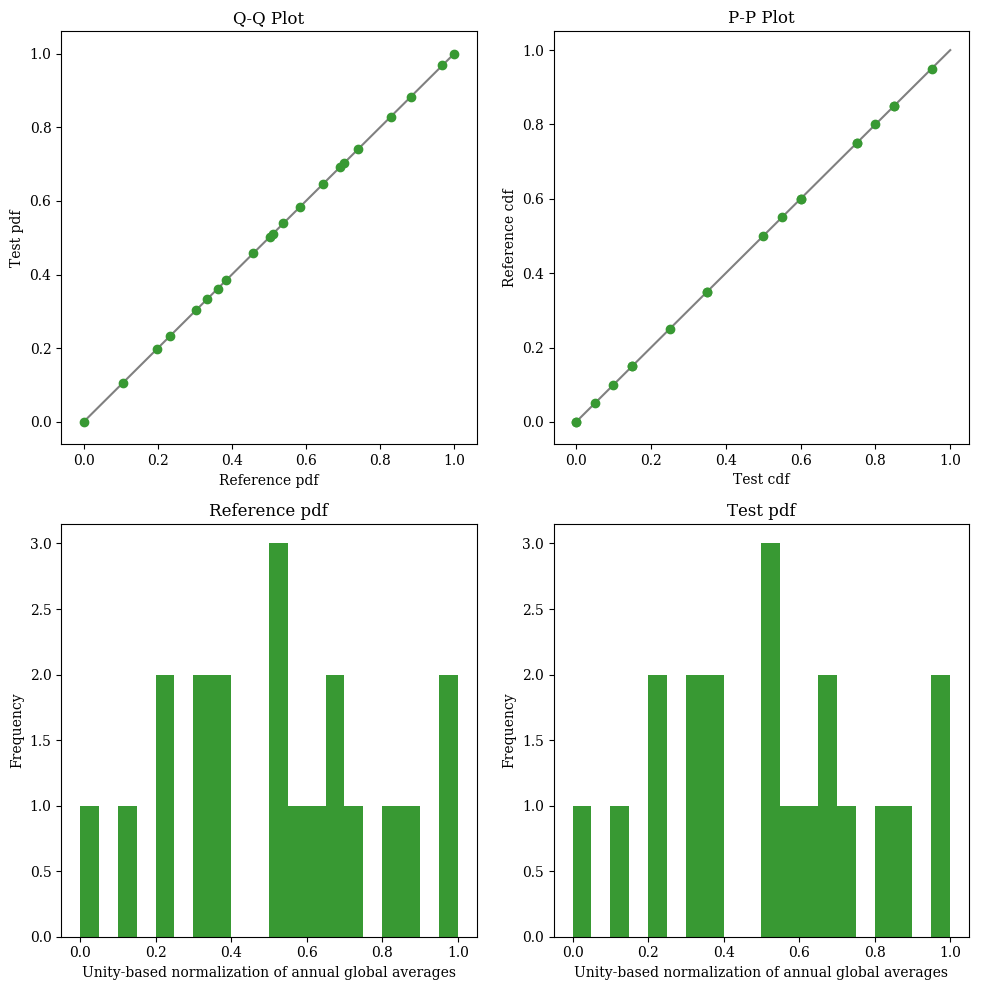 Q-Q Plot
1.0
0.8
0.6
0.4
0.2
0.0
Test pdf
0.0 0.2 0.4 0.6 0.8 1.0
Reference pdf
P-P Plot
1.0
0.8
0.6
0.4
0.2
0.0
Reference cdf
0.0 0.2 0.4 0.6 0.8 1.0
Test cdf
Reference pdf
3.0
2.5
2.0
1.5
1.0
0.5
0.0
Frequency
0.0 0.2 0.4 0.6 0.8 1.0
Unity-based normalization of annual global averages
Test pdf
3.0
2.5
2.0
1.5
1.0
0.5
0.0
Frequency
0.0 0.2 0.4 0.6 0.8 1.0
Unity-based normalization of annual global averages